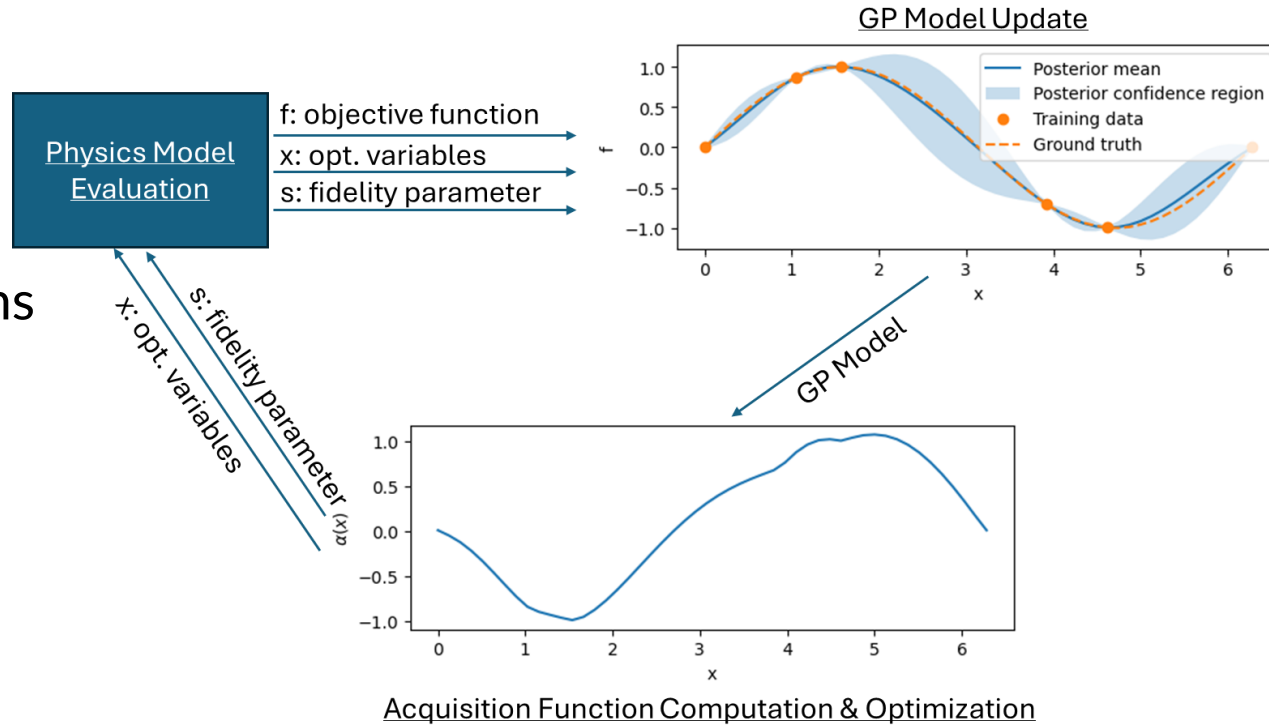 GP Model Update
Physics Model
Evaluation
f: objective function
x: opt. variables
s: fidelity parameter
f
1.0
0.5
0.0
−0.5
−1.0
Posterior mean
Posterior confidence region
Training data
Ground truth
0 1 2 3 4 5 6
x
ns
s: fidelity parameter
x: opt. variables
GP Model
α(x)
1.0
0.5
0.0
−0.5
−1.0
0 1 2 3 4 5 6
x
Acquisition Function Computation & Optimization